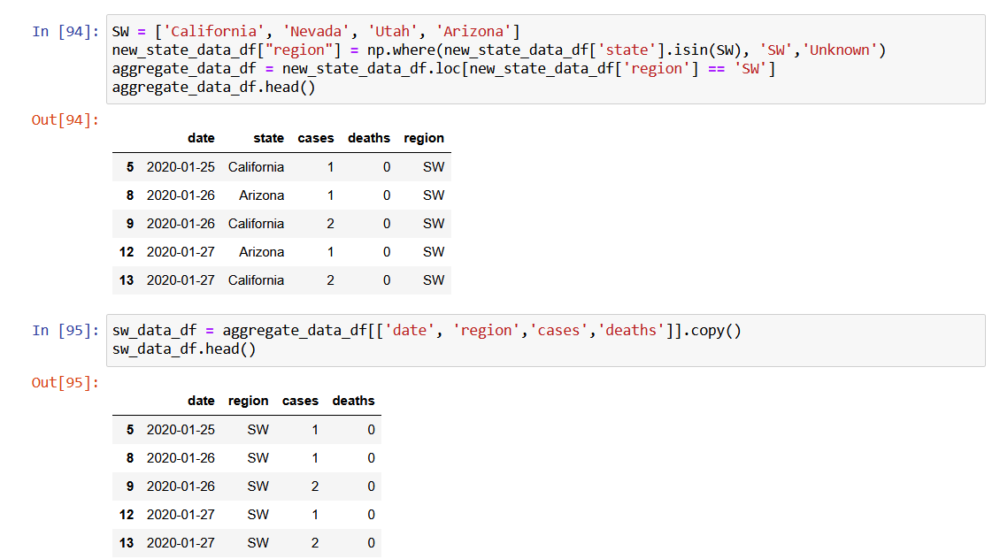 In [94]: SW = ['California', 'Nevada', 'Utah', 'Arizona']
new_state_data_df["region"] = np.where(new_state_data_df['state'].isin(SW), 'SW','Unknown')
aggregate_data_df = new_state_data_df.loc[new_state_data_df['region'] == 'SW']
aggregate_data_df.head()
Out[94]:
date state cases deaths region
5 2020-01-25 California 1 0 SW
8 2020-01-26 Arizona 1 0 SW
9 2020-01-26 California 2 0 SW
12 2020-01-27 Arizona 1 0 SW
13 2020-01-27 California 2 0 SW
In [95]: sw_data_df = aggregate_data_df[['date', 'region','cases','deaths']].copy()
sw_data_df.head()
Out[95]:
date region cases deaths
5 2020-01-25 SW 1 0
8 2020-01-26 SW 1 0
9 2020-01-26 SW 2 0
12 2020-01-27 SW 1 0
13 2020-01-27 SW 2 0